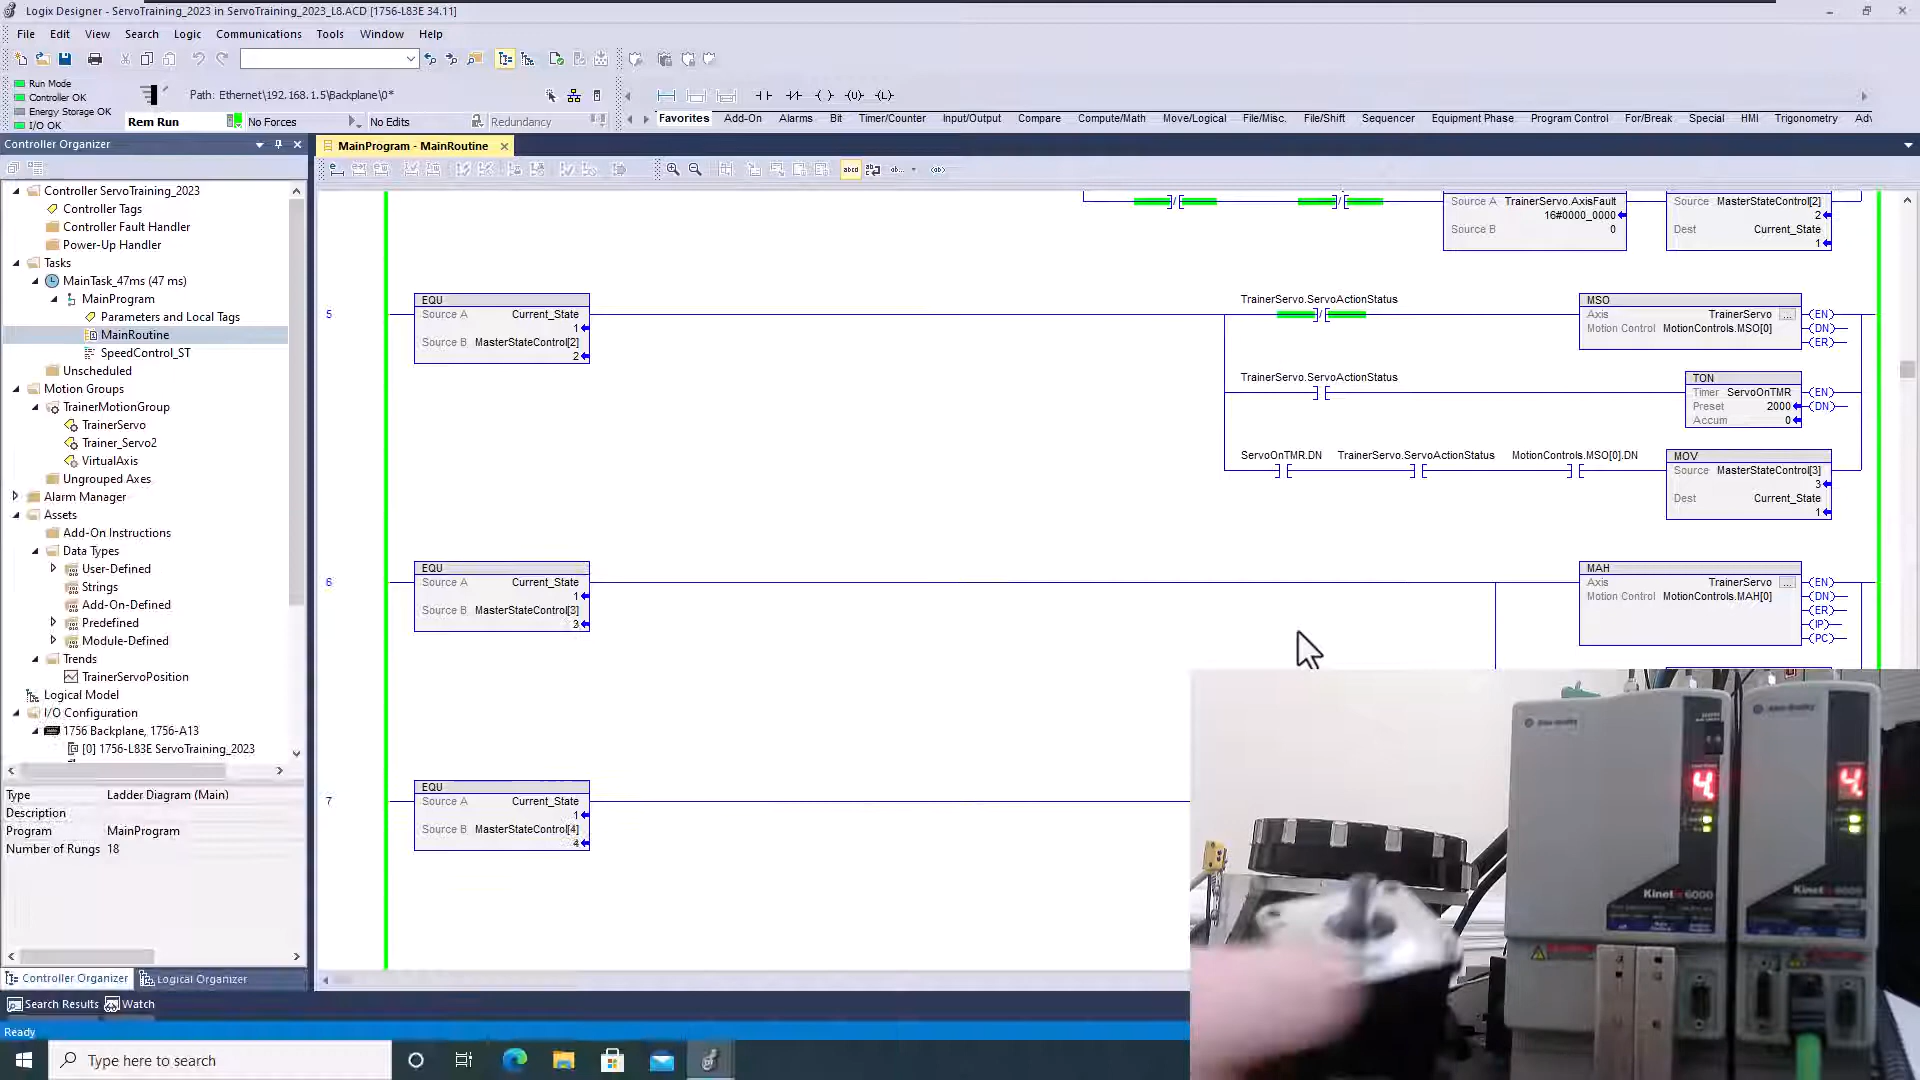 Logix Designer - ServoTraining_2023 in ServoTraining_2023_L8.ACD [1756-L83E 34.11]
File Edit View Search Logic Communications Tools Window Help
Run Mode
Controller OK
Energy Storage OK
I/O OK
Path: Ethernet\192.168.1.5\Backplane\0*
Rem Run No Forces No Edits Redundancy
Favorites Add-On Alarms Bit Timer/Counter Input/Output Compare Compute/Math Move/Logical File/Misc. File/Shift Sequencer Equipment Phase Program Control For/Break Special HMI Trigonometry Adv
Controller Organizer
MainProgram - MainRoutine
Controller ServoTraining_2023
Controller Tags
Controller Fault Handler
Power-Up Handler
Tasks
MainTask_47ms (47 ms)
MainProgram
Parameters and Local Tags
MainRoutine
SpeedControl_ST
Unscheduled
Motion Groups
TrainerMotionGroup
TrainerServo
Trainer_Servo2
VirtualAxis
Ungrouped Axes
Alarm Manager
Assets
Add-On Instructions
Data Types
User-Defined
Strings
Add-On-Defined
Predefined
Module-Defined
Trends
TrainerServoPosition
Logical Model
I/O Configuration
1756 Backplane, 1756-A13
[0] 1756-L83E ServoTraining_2023
Type Ladder Diagram (Main)
Description
Program MainProgram
Number of Rungs 18
Controller Organizer Logical Organizer
Search Results Watch
Ready
Type here to search
Source A TrainerServo.AxisFault
16#0000_0000
Source B 0
Source MasterStateControl[2]
2
Dest Current_State
1
5
EQU
Source A Current_State
1
Source B MasterStateControl[2]
2
TrainerServo.ServoActionStatus
MSO
Axis TrainerServo ...
Motion Control MotionControls.MSO[0]
EN
DN
ER
TrainerServo.ServoActionStatus
TON
Timer ServoOnTMR
Preset 2000
Accum 0
EN
DN
ServoOnTMR.DN TrainerServo.ServoActionStatus MotionControls.MSO[0].DN
MOV
Source MasterStateControl[3]
3
Dest Current_State
1
6
EQU
Source A Current_State
1
Source B MasterStateControl[3]
3
MAH
Axis TrainerServo ...
Motion Control MotionControls.MAH[0]
EN
DN
ER
IP
PC
7
EQU
Source A Current_State
1
Source B MasterStateControl[4]
4
Allen-Bradley
4
Kinetix 6000
Allen-Bradley
4
Kinetix 6000